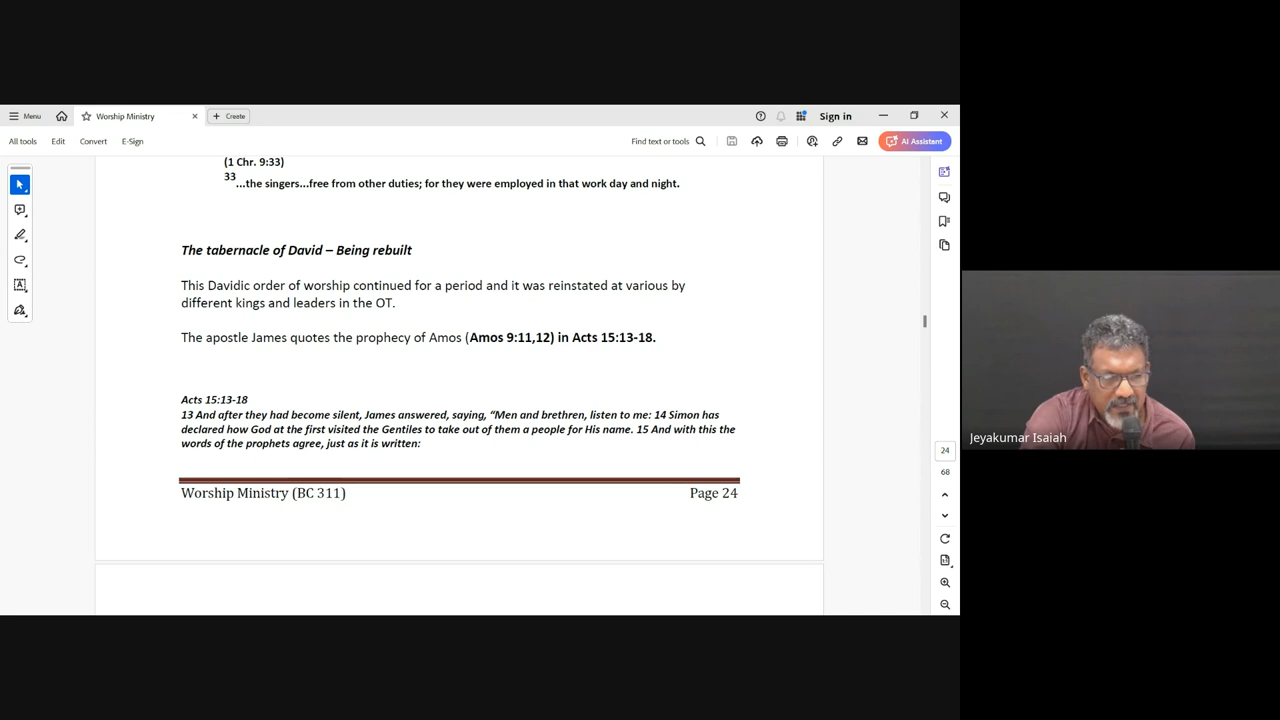 Menu
Worship Ministry
Create
Sign in
All tools
Edit
Convert
E-Sign
Find text or tools
AI Assistant
(1 Chr. 9:33)
33 ...the singers...free from other duties; for they were employed in that work day and night.
The tabernacle of David – Being rebuilt
This Davidic order of worship continued for a period and it was reinstated at various by
different kings and leaders in the OT.
The apostle James quotes the prophecy of Amos (Amos 9:11,12) in Acts 15:13-18.
Acts 15:13-18
13 And after they had become silent, James answered, saying, “Men and brethren, listen to me: 14 Simon has
declared how God at the first visited the Gentiles to take out of them a people for His name. 15 And with this the
words of the prophets agree, just as it is written:
Worship Ministry (BC 311)
Page 24
24
68
Jeyakumar Isaiah